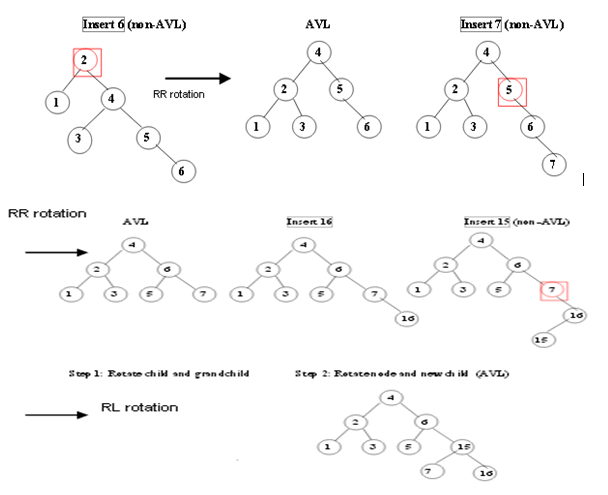 Insert 6 (non-AVL) AVL Insert 7 (non-AVL)
2 4 4
1 4 RR rotation 2 5 2 5
3 5 1 3 6 1 3 6
6 7
RR rotation
AVL Insert 16 Insert 15 (non-AVL)
4 4 4
2 6 2 6 2 6
1 3 5 7 1 3 5 7 1 3 5 7
16 16
15
Step 1: Rotate child and grandchild Step 2: Rotate node and new child (AVL)
RL rotation
4
2 6
1 3 5 15
7 16